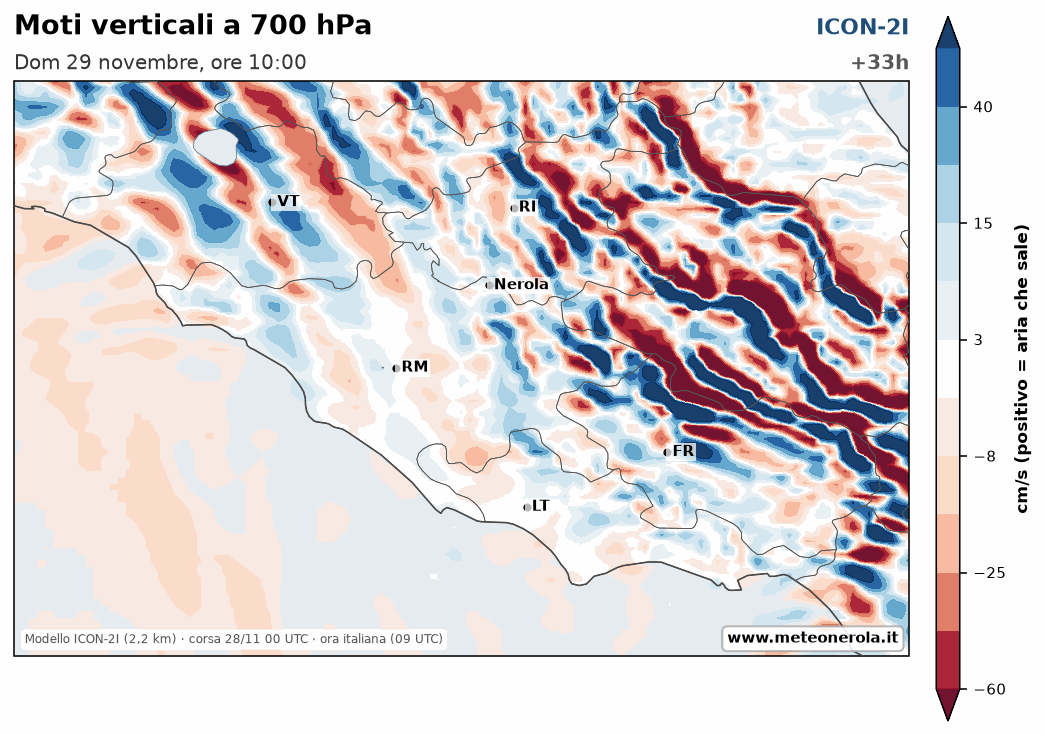 Moti verticali a 700 hPa
ICON-2I
Dom 29 novembre, ore 10:00
+33h
40
15
3
−8
−25
−60
cm/s (positivo = aria che sale)
VT
RI
Nerola
RM
FR
LT
Modello ICON-2I (2,2 km) · corsa 28/11 00 UTC · ora italiana (09 UTC)
www.meteonerola.it